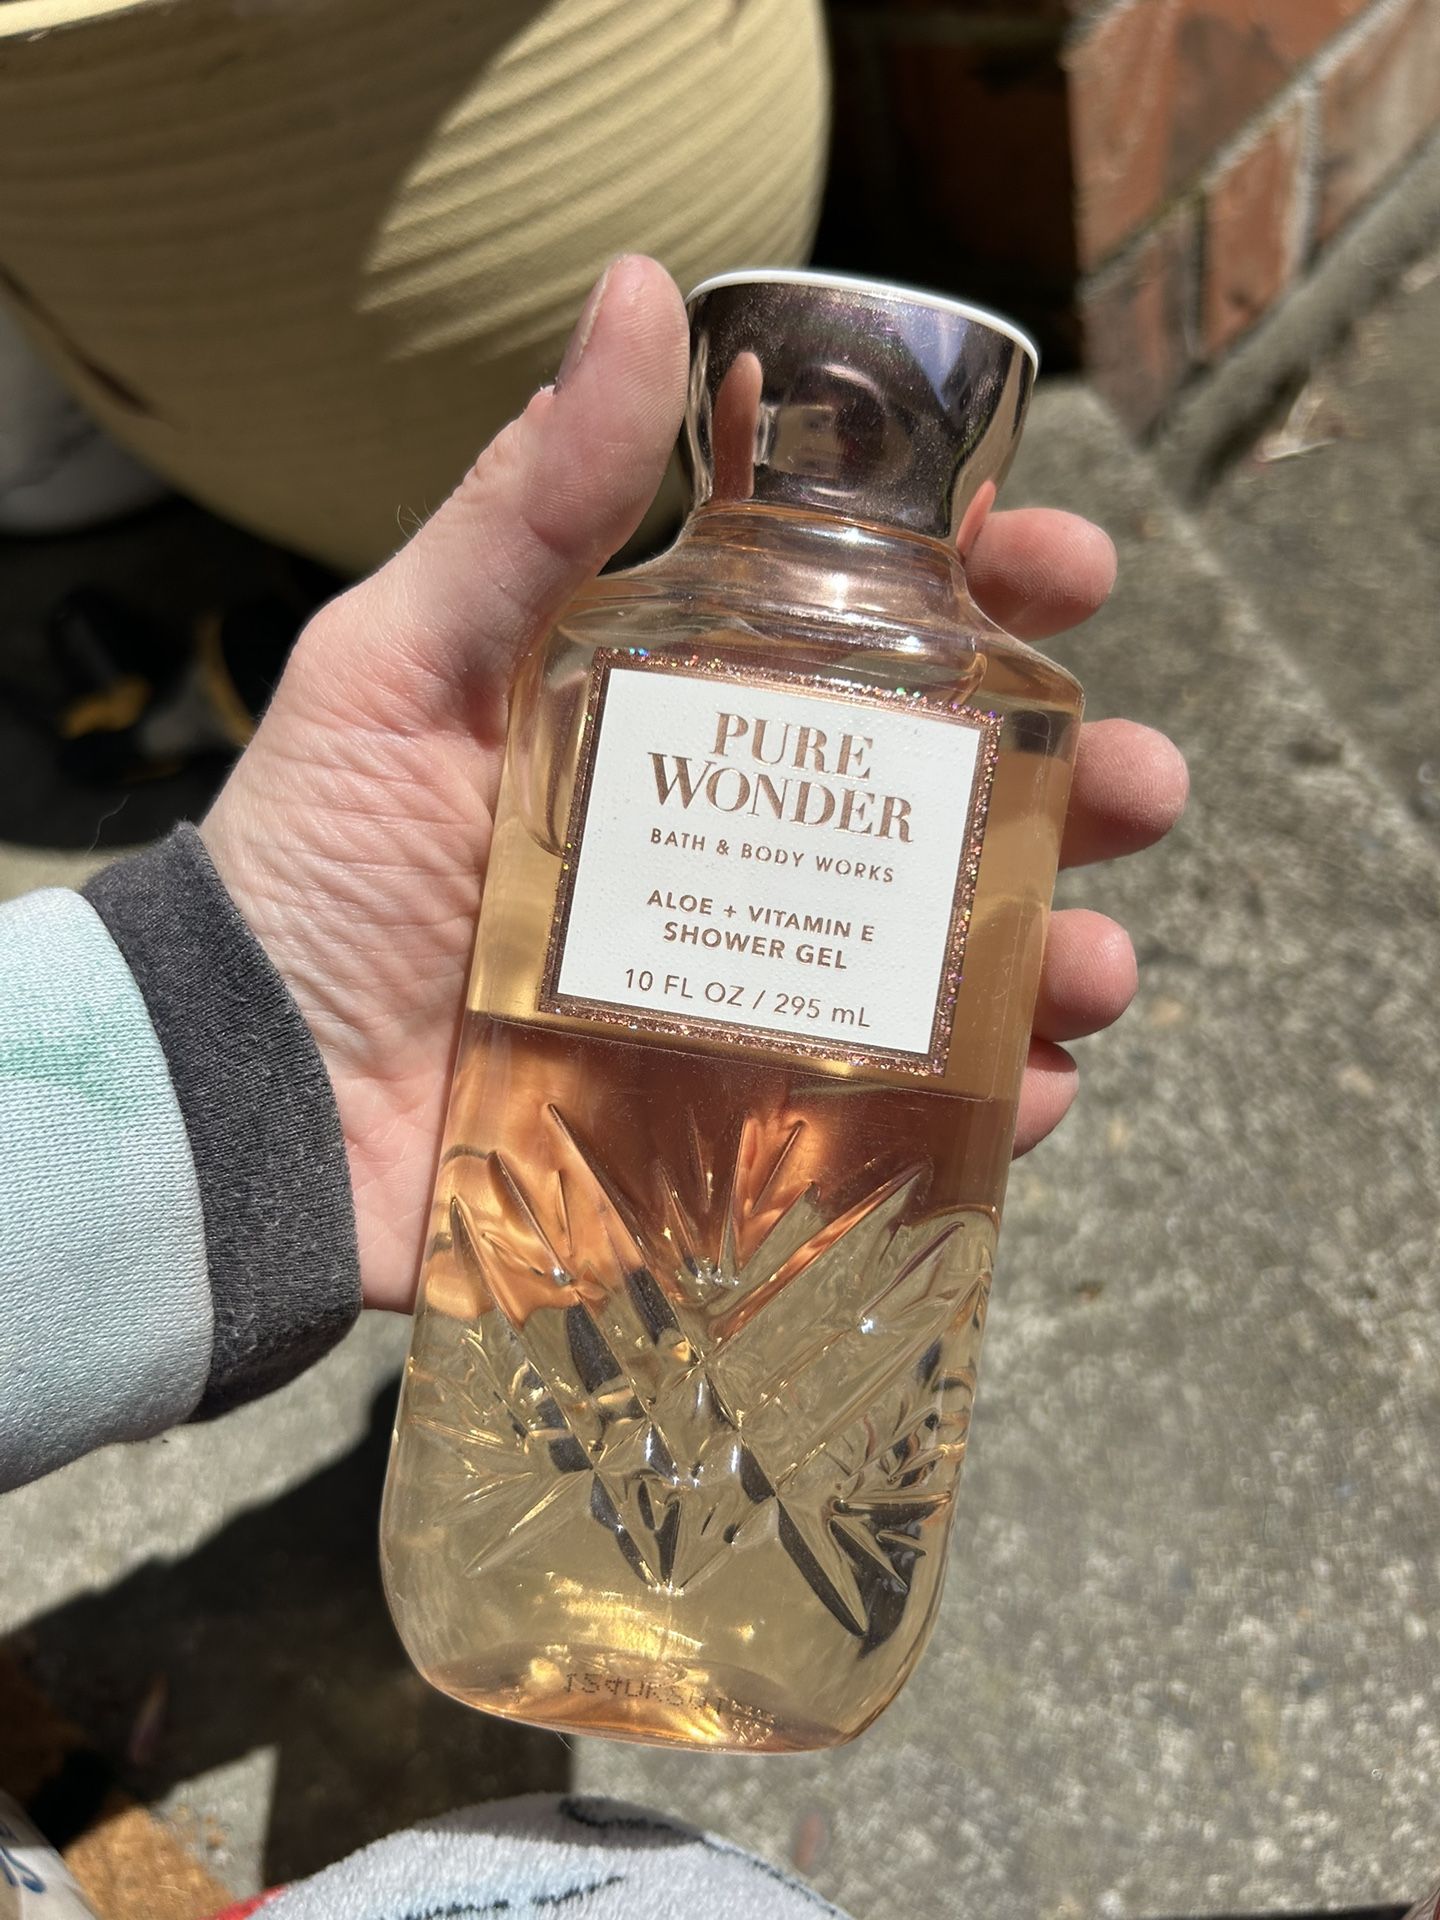 PURE
WONDER
BATH & BODY WORKS
ALOE + VITAMIN E
SHOWER GEL
10 FL OZ / 295 mL